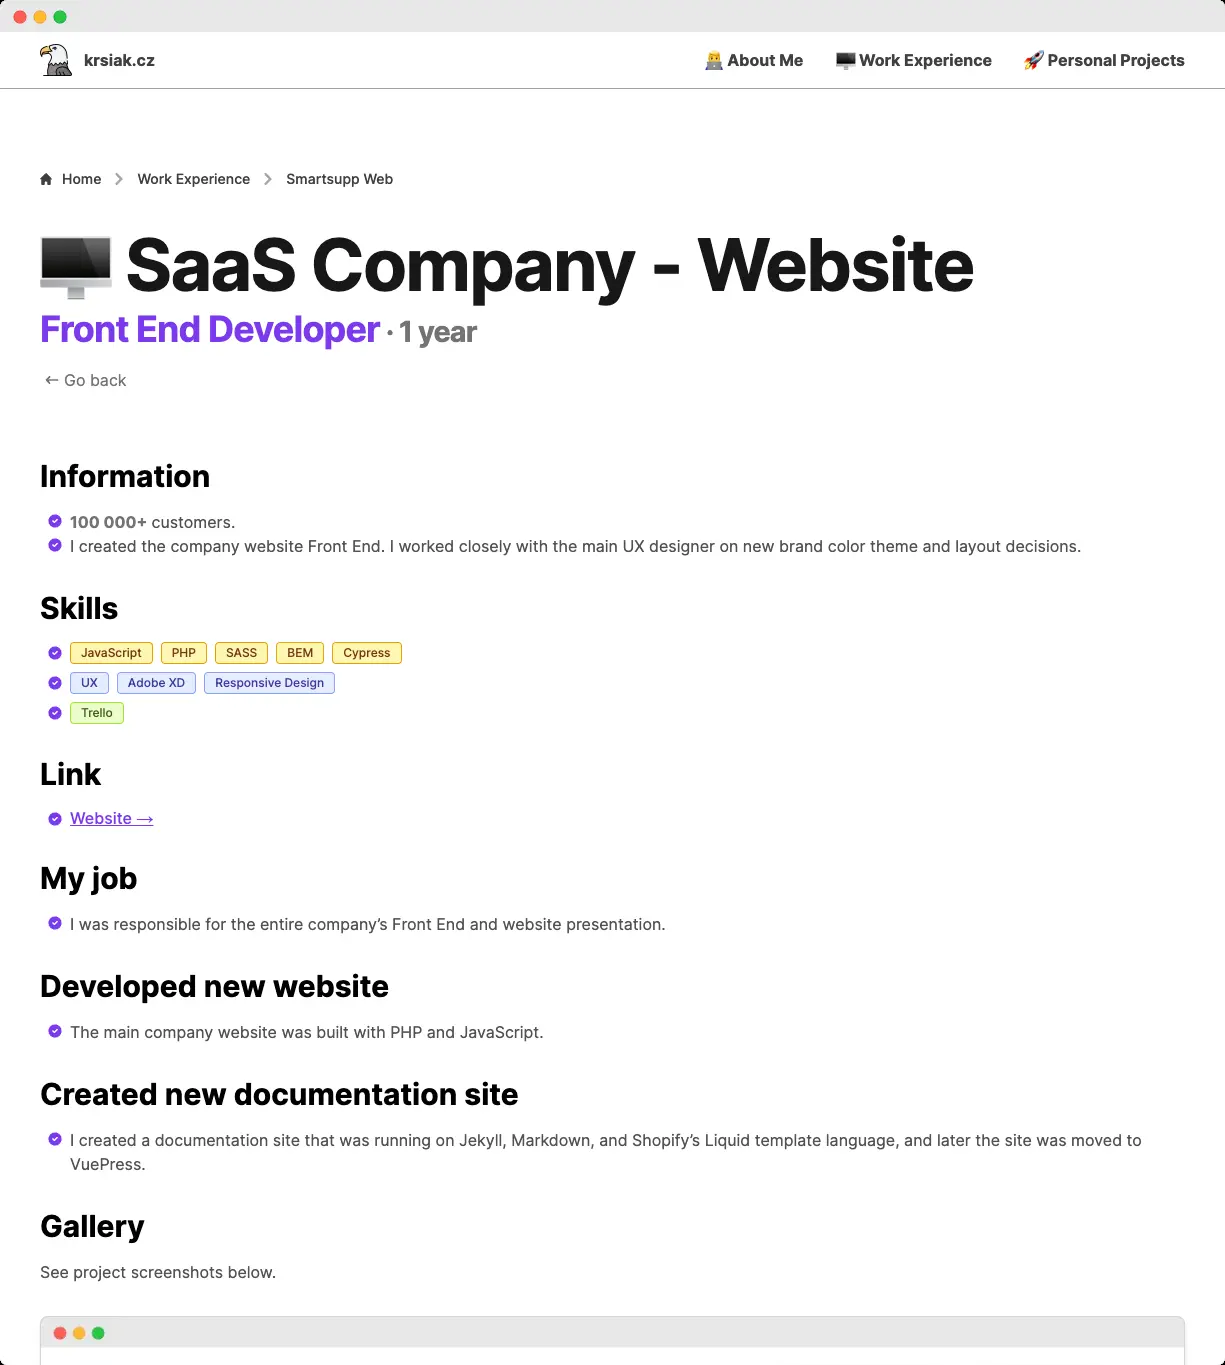 krsiak.cz
About Me Work Experience Personal Projects
Home Work Experience Smartsupp Web
SaaS Company - Website
Front End Developer · 1 year
← Go back
Information
100 000+ customers.
I created the company website Front End. I worked closely with the main UX designer on new brand color theme and layout decisions.
Skills
JavaScript PHP SASS BEM Cypress
UX Adobe XD Responsive Design
Trello
Link
Website →
My job
I was responsible for the entire company’s Front End and website presentation.
Developed new website
The main company website was built with PHP and JavaScript.
Created new documentation site
I created a documentation site that was running on Jekyll, Markdown, and Shopify’s Liquid template language, and later the site was moved to
VuePress.
Gallery
See project screenshots below.